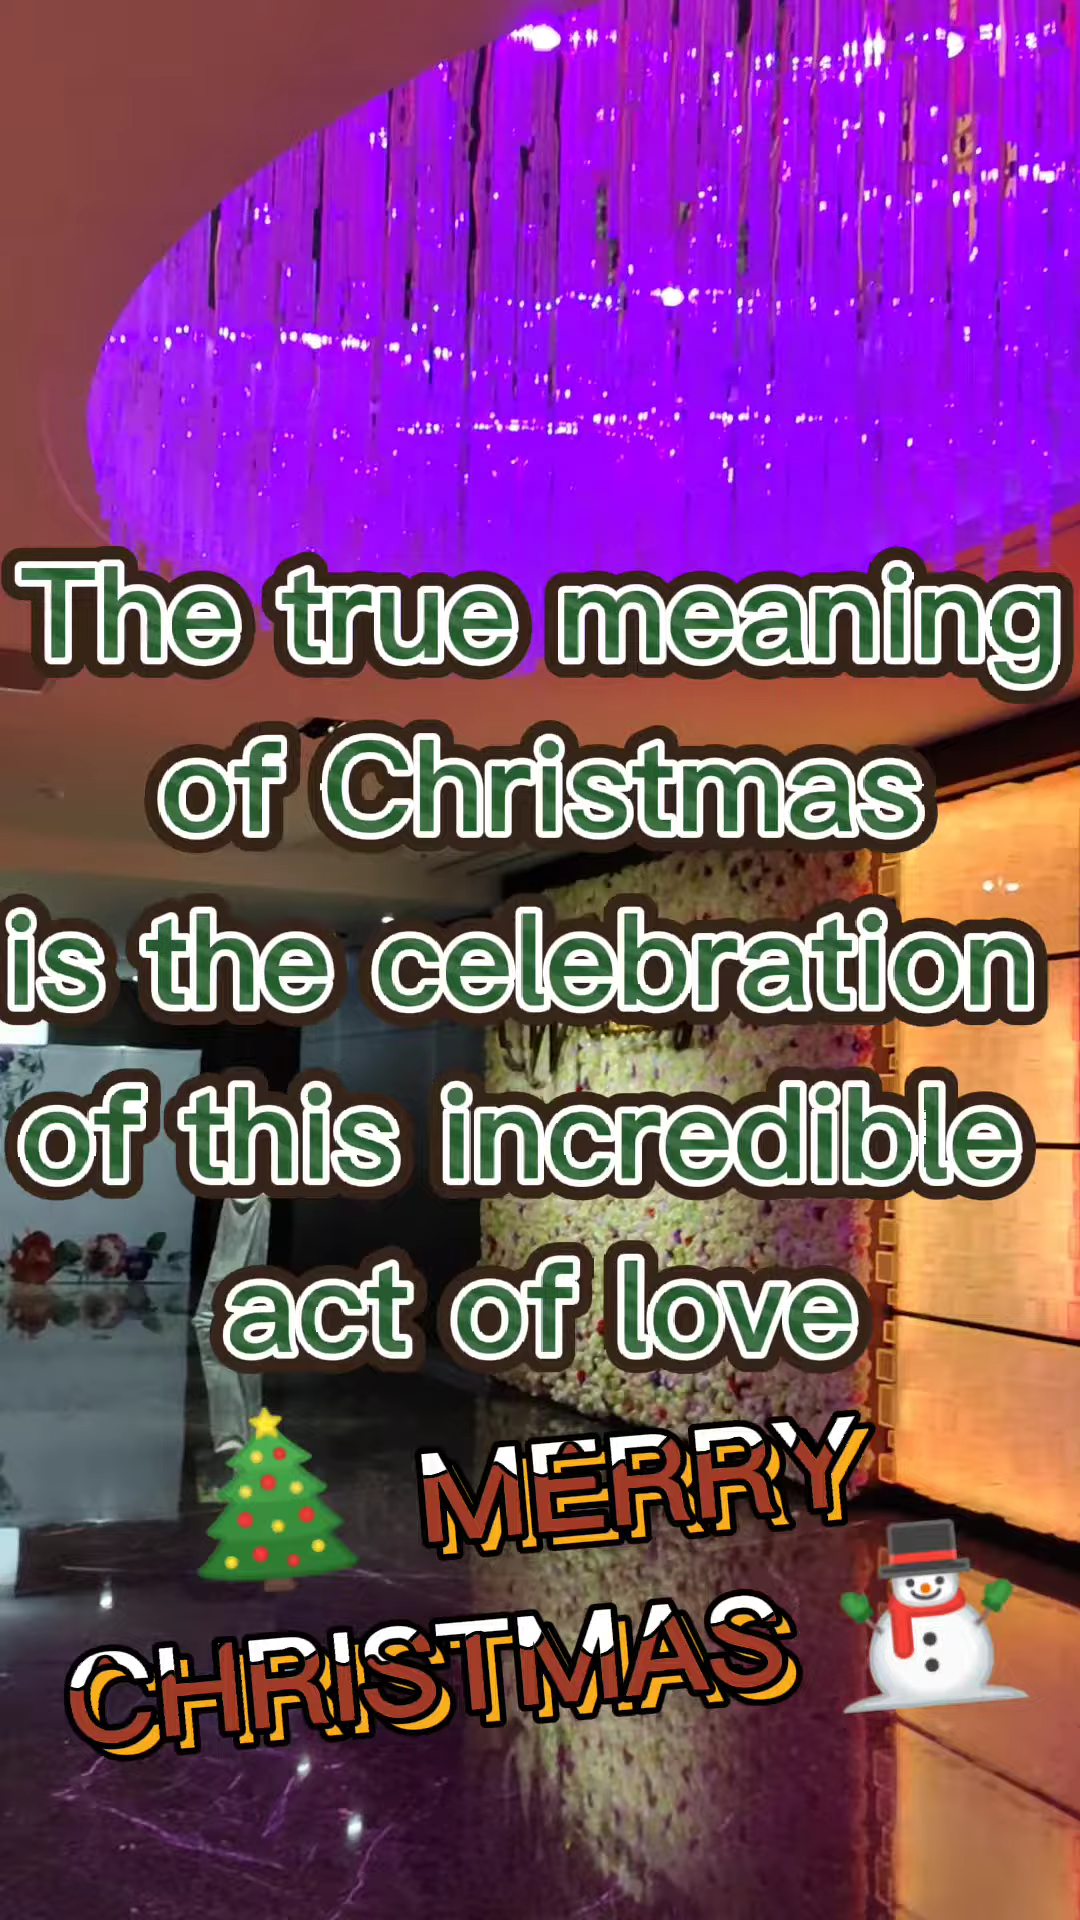 The true meaning
of Christmas
is the celebration
of this incredible
act of love
MERRY
CHRISTMAS